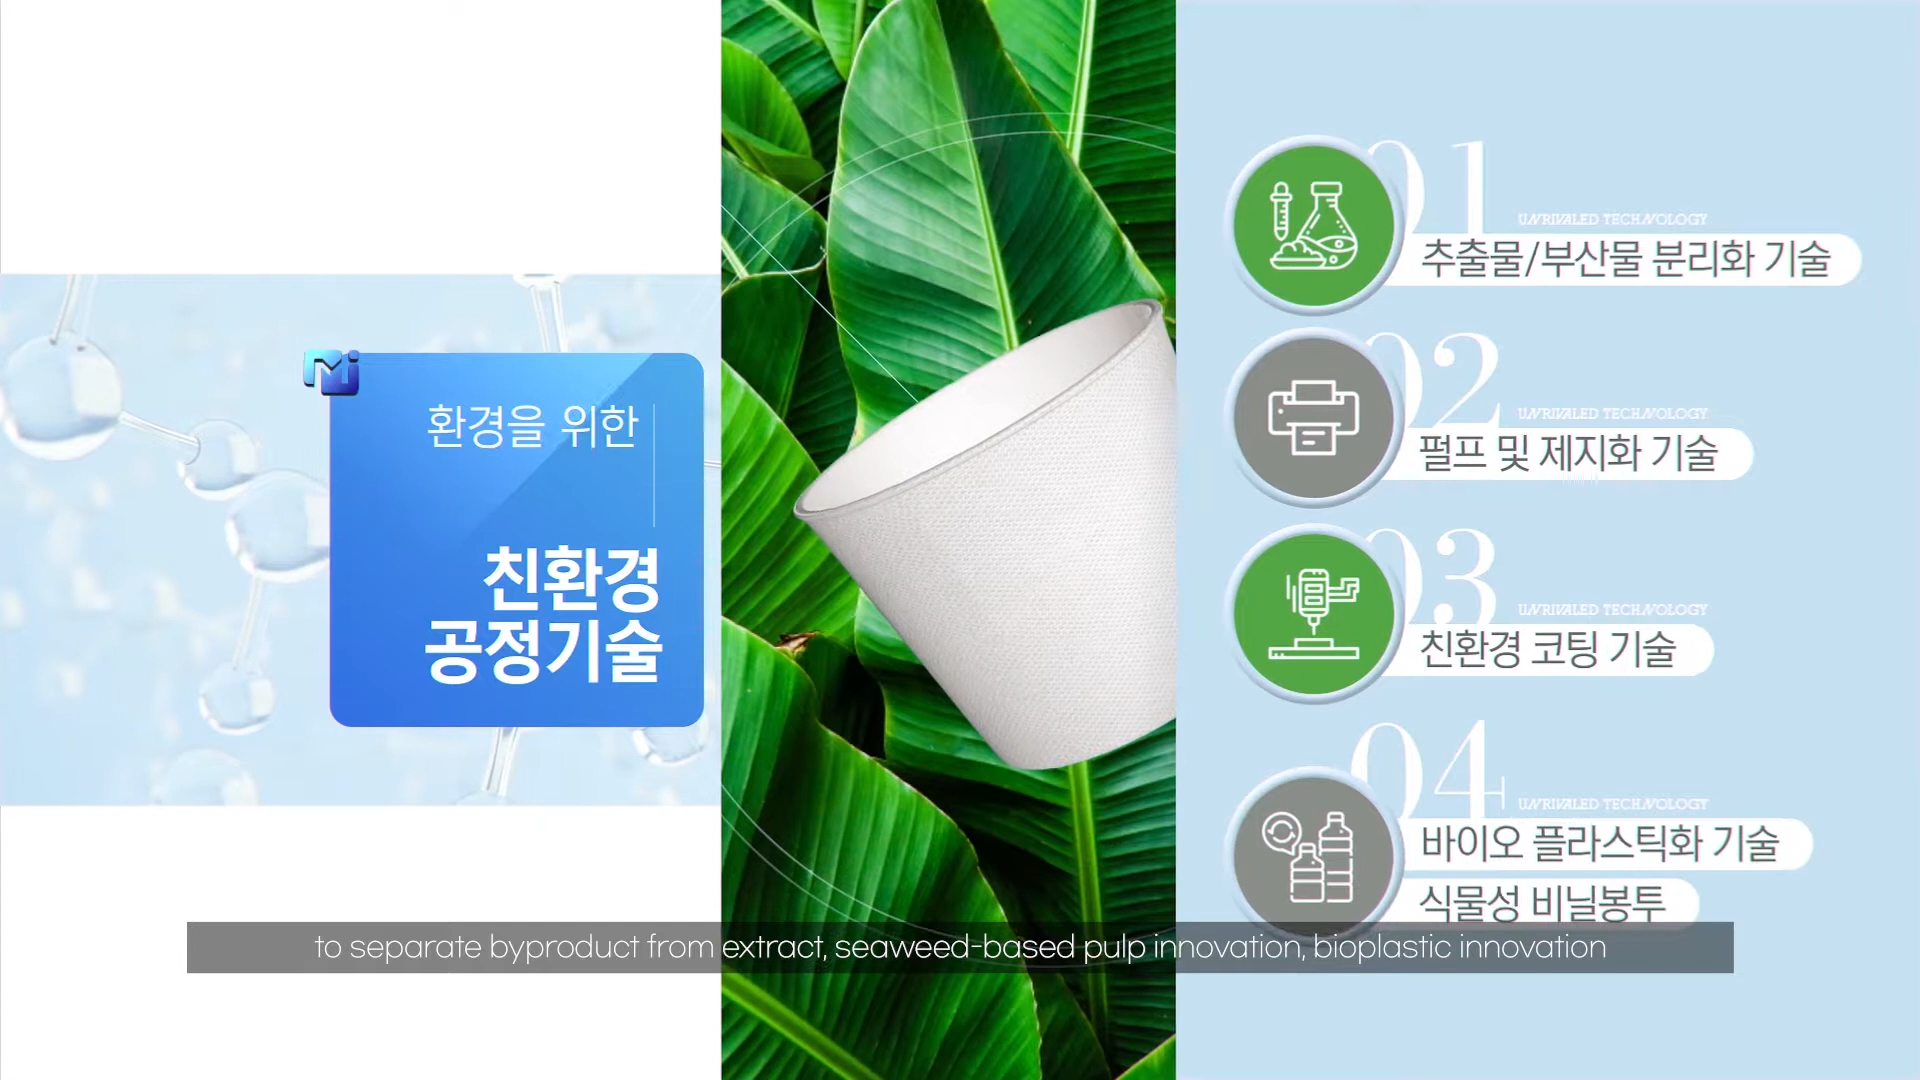 Mi
환경을 위한
친환경
공정기술
01
UNRIVALED TECHNOLOGY
추출물/부산물 분리화 기술
02
UNRIVALED TECHNOLOGY
펄프 및 제지화 기술
03
UNRIVALED TECHNOLOGY
친환경 코팅 기술
04
UNRIVALED TECHNOLOGY
바이오 플라스틱화 기술
식물성 비닐봉투
to separate byproduct from extract, seaweed-based pulp innovation, bioplastic innovation